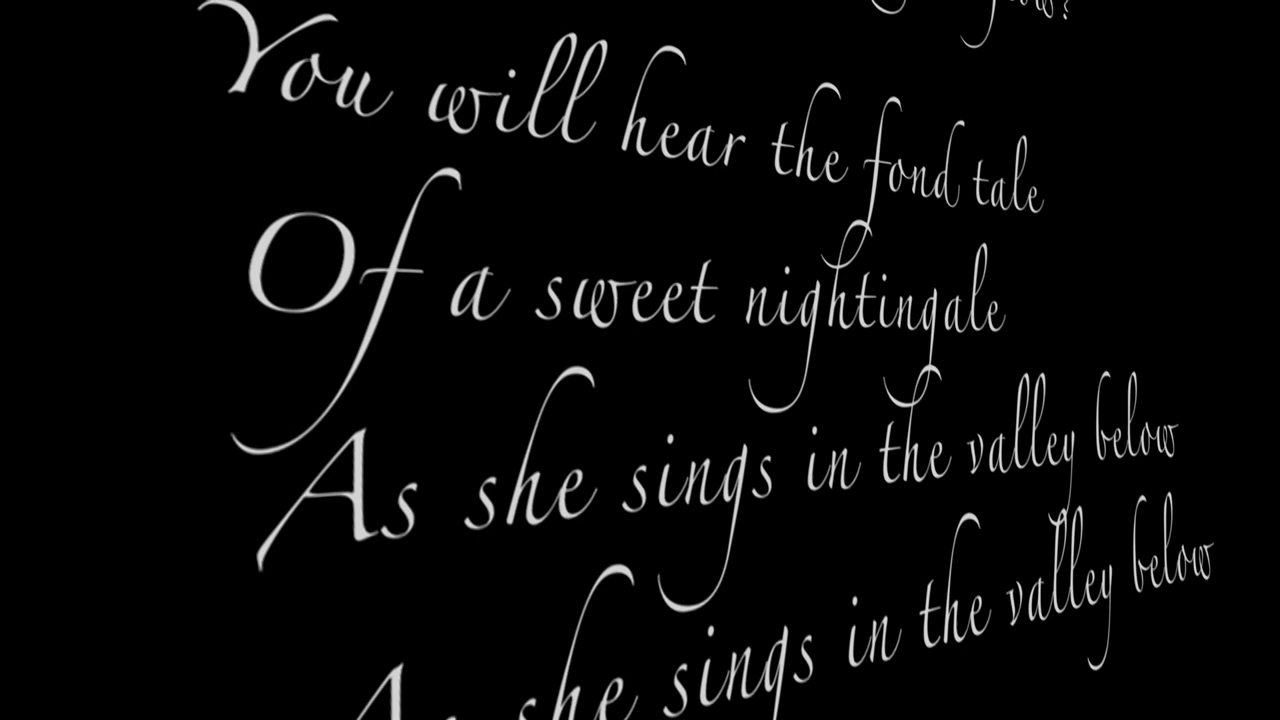 You will hear the fond tale
Of a sweet nightingale
As she sings in the valley below
As she sings in the valley below